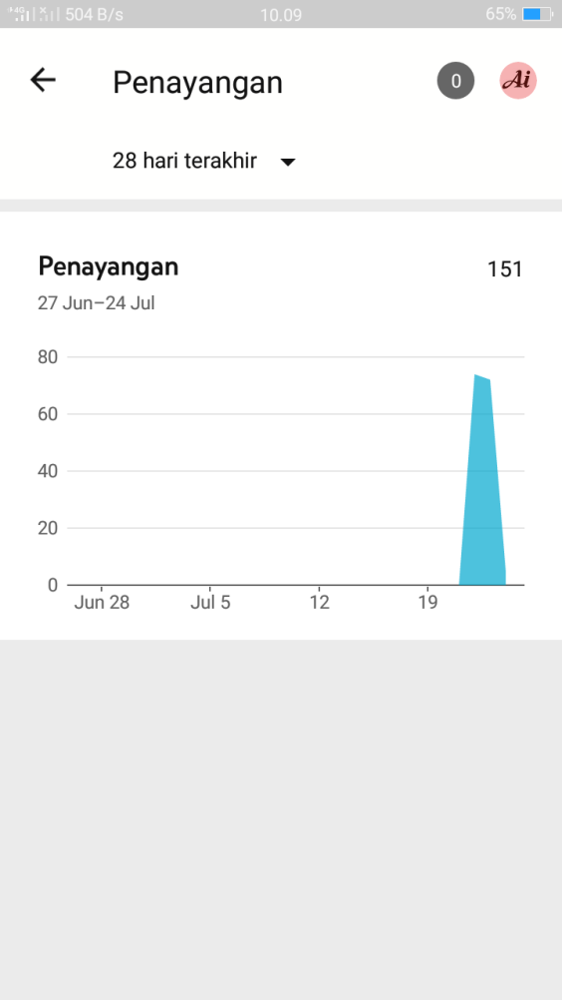 4G 504 B/s 10.09 65%
Penayangan 0 Ai
28 hari terakhir
Penayangan 151
27 Jun–24 Jul
80
60
40
20
0
Jun 28 Jul 5 12 19